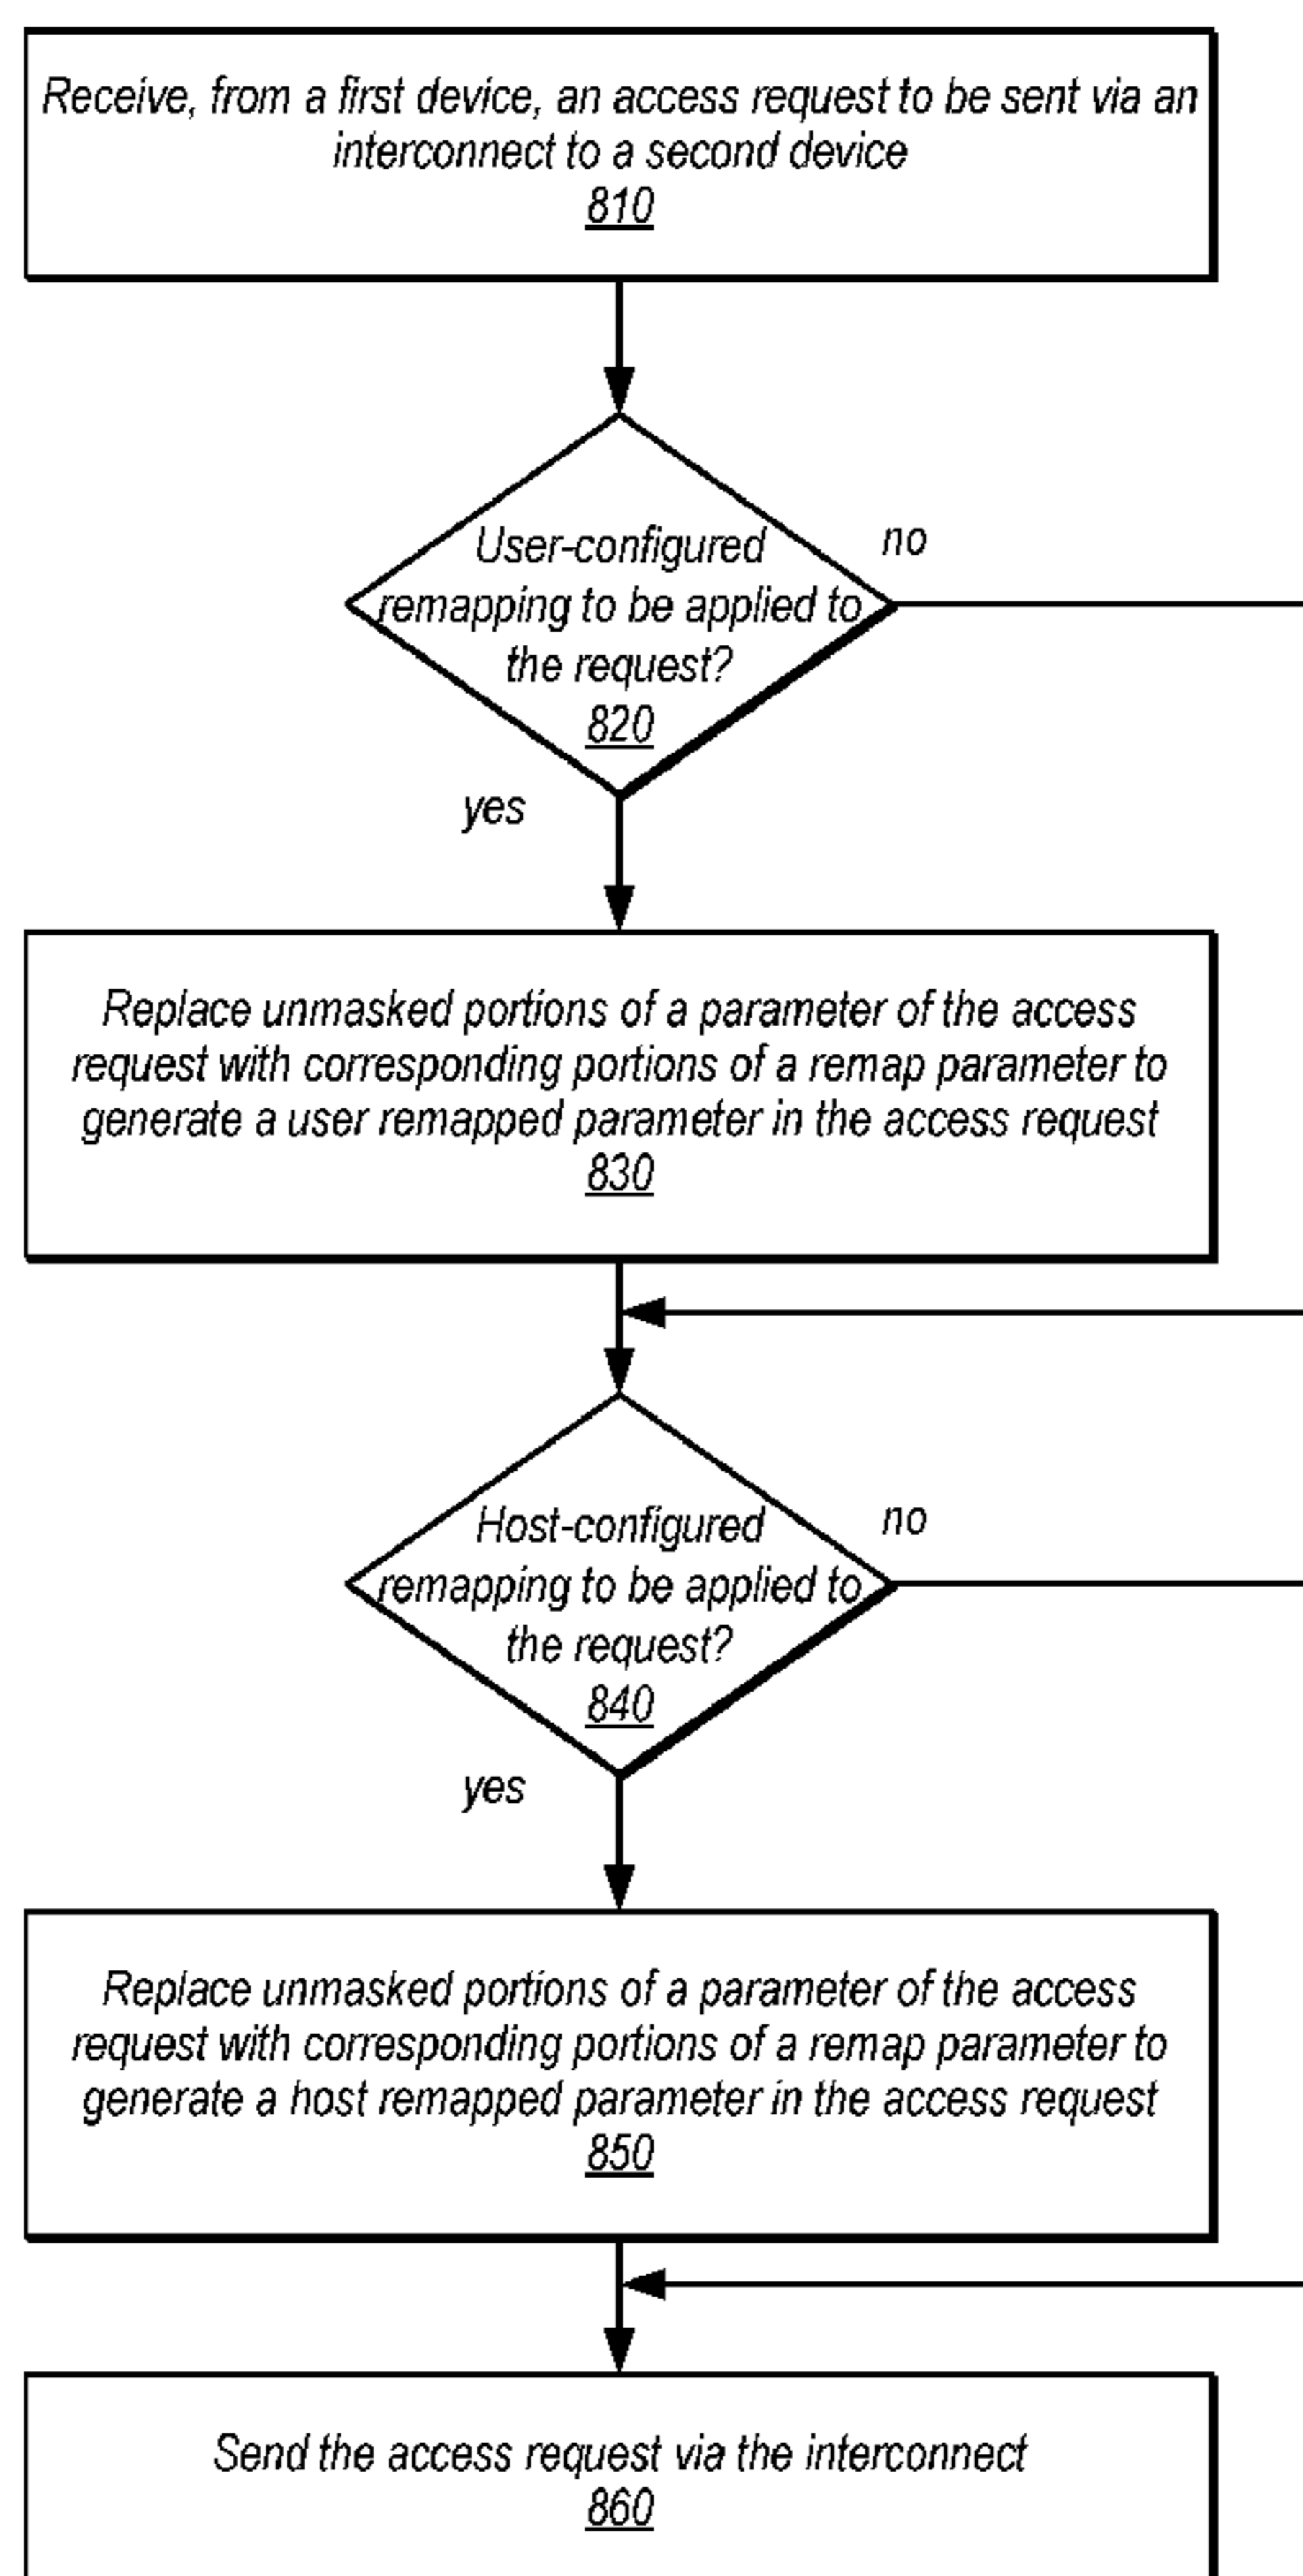 Receive, from a first device, an access request to be sent via an
interconnect to a second device
810
User-configured
remapping to be applied to
the request?
820
no
yes
Replace unmasked portions of a parameter of the access
request with corresponding portions of a remap parameter to
generate a user remapped parameter in the access request
830
Host-configured
remapping to be applied to
the request?
840
no
yes
Replace unmasked portions of a parameter of the access
request with corresponding portions of a remap parameter to
generate a host remapped parameter in the access request
850
Send the access request via the interconnect
860